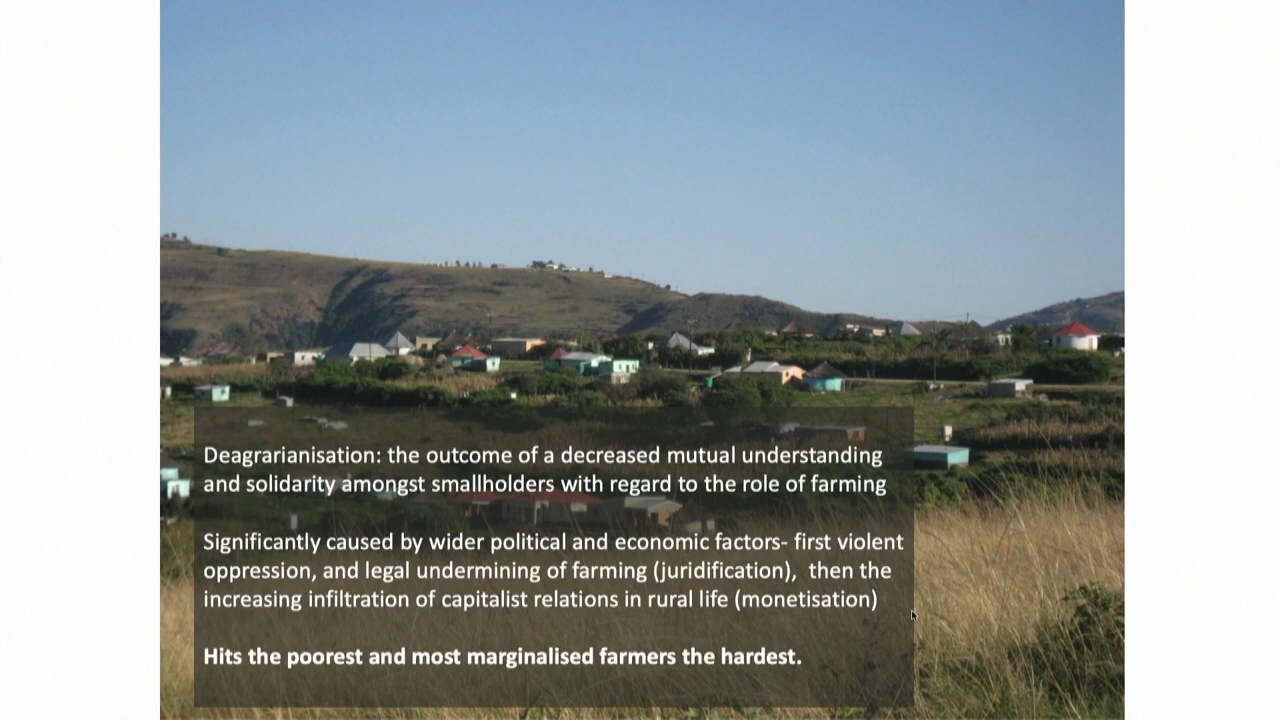 Deagrarianisation: the outcome of a decreased mutual understanding
and solidarity amongst smallholders with regard to the role of farming
Significantly caused by wider political and economic factors- first violent
oppression, and legal undermining of farming (juridification),  then the
increasing infiltration of capitalist relations in rural life (monetisation)
Hits the poorest and most marginalised farmers the hardest.